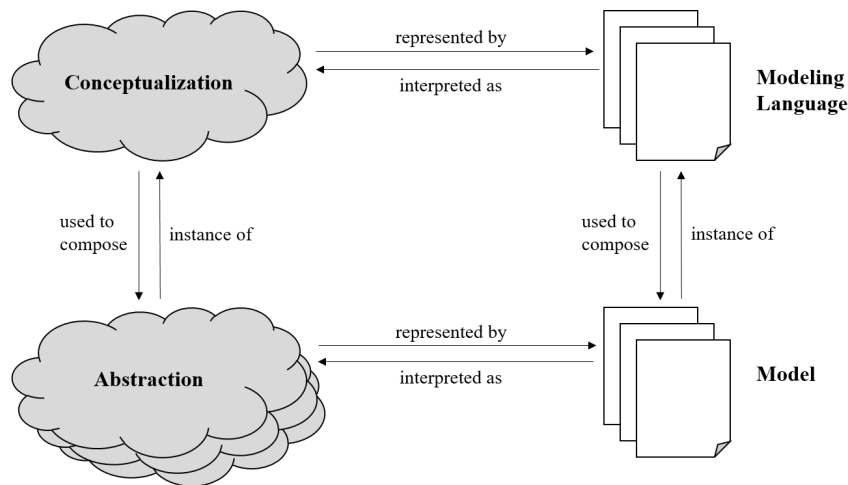 represented by
Conceptualization
interpreted as
Modeling
Language
used to
compose
instance of
used to
compose
instance of
represented by
Abstraction
interpreted as
Model